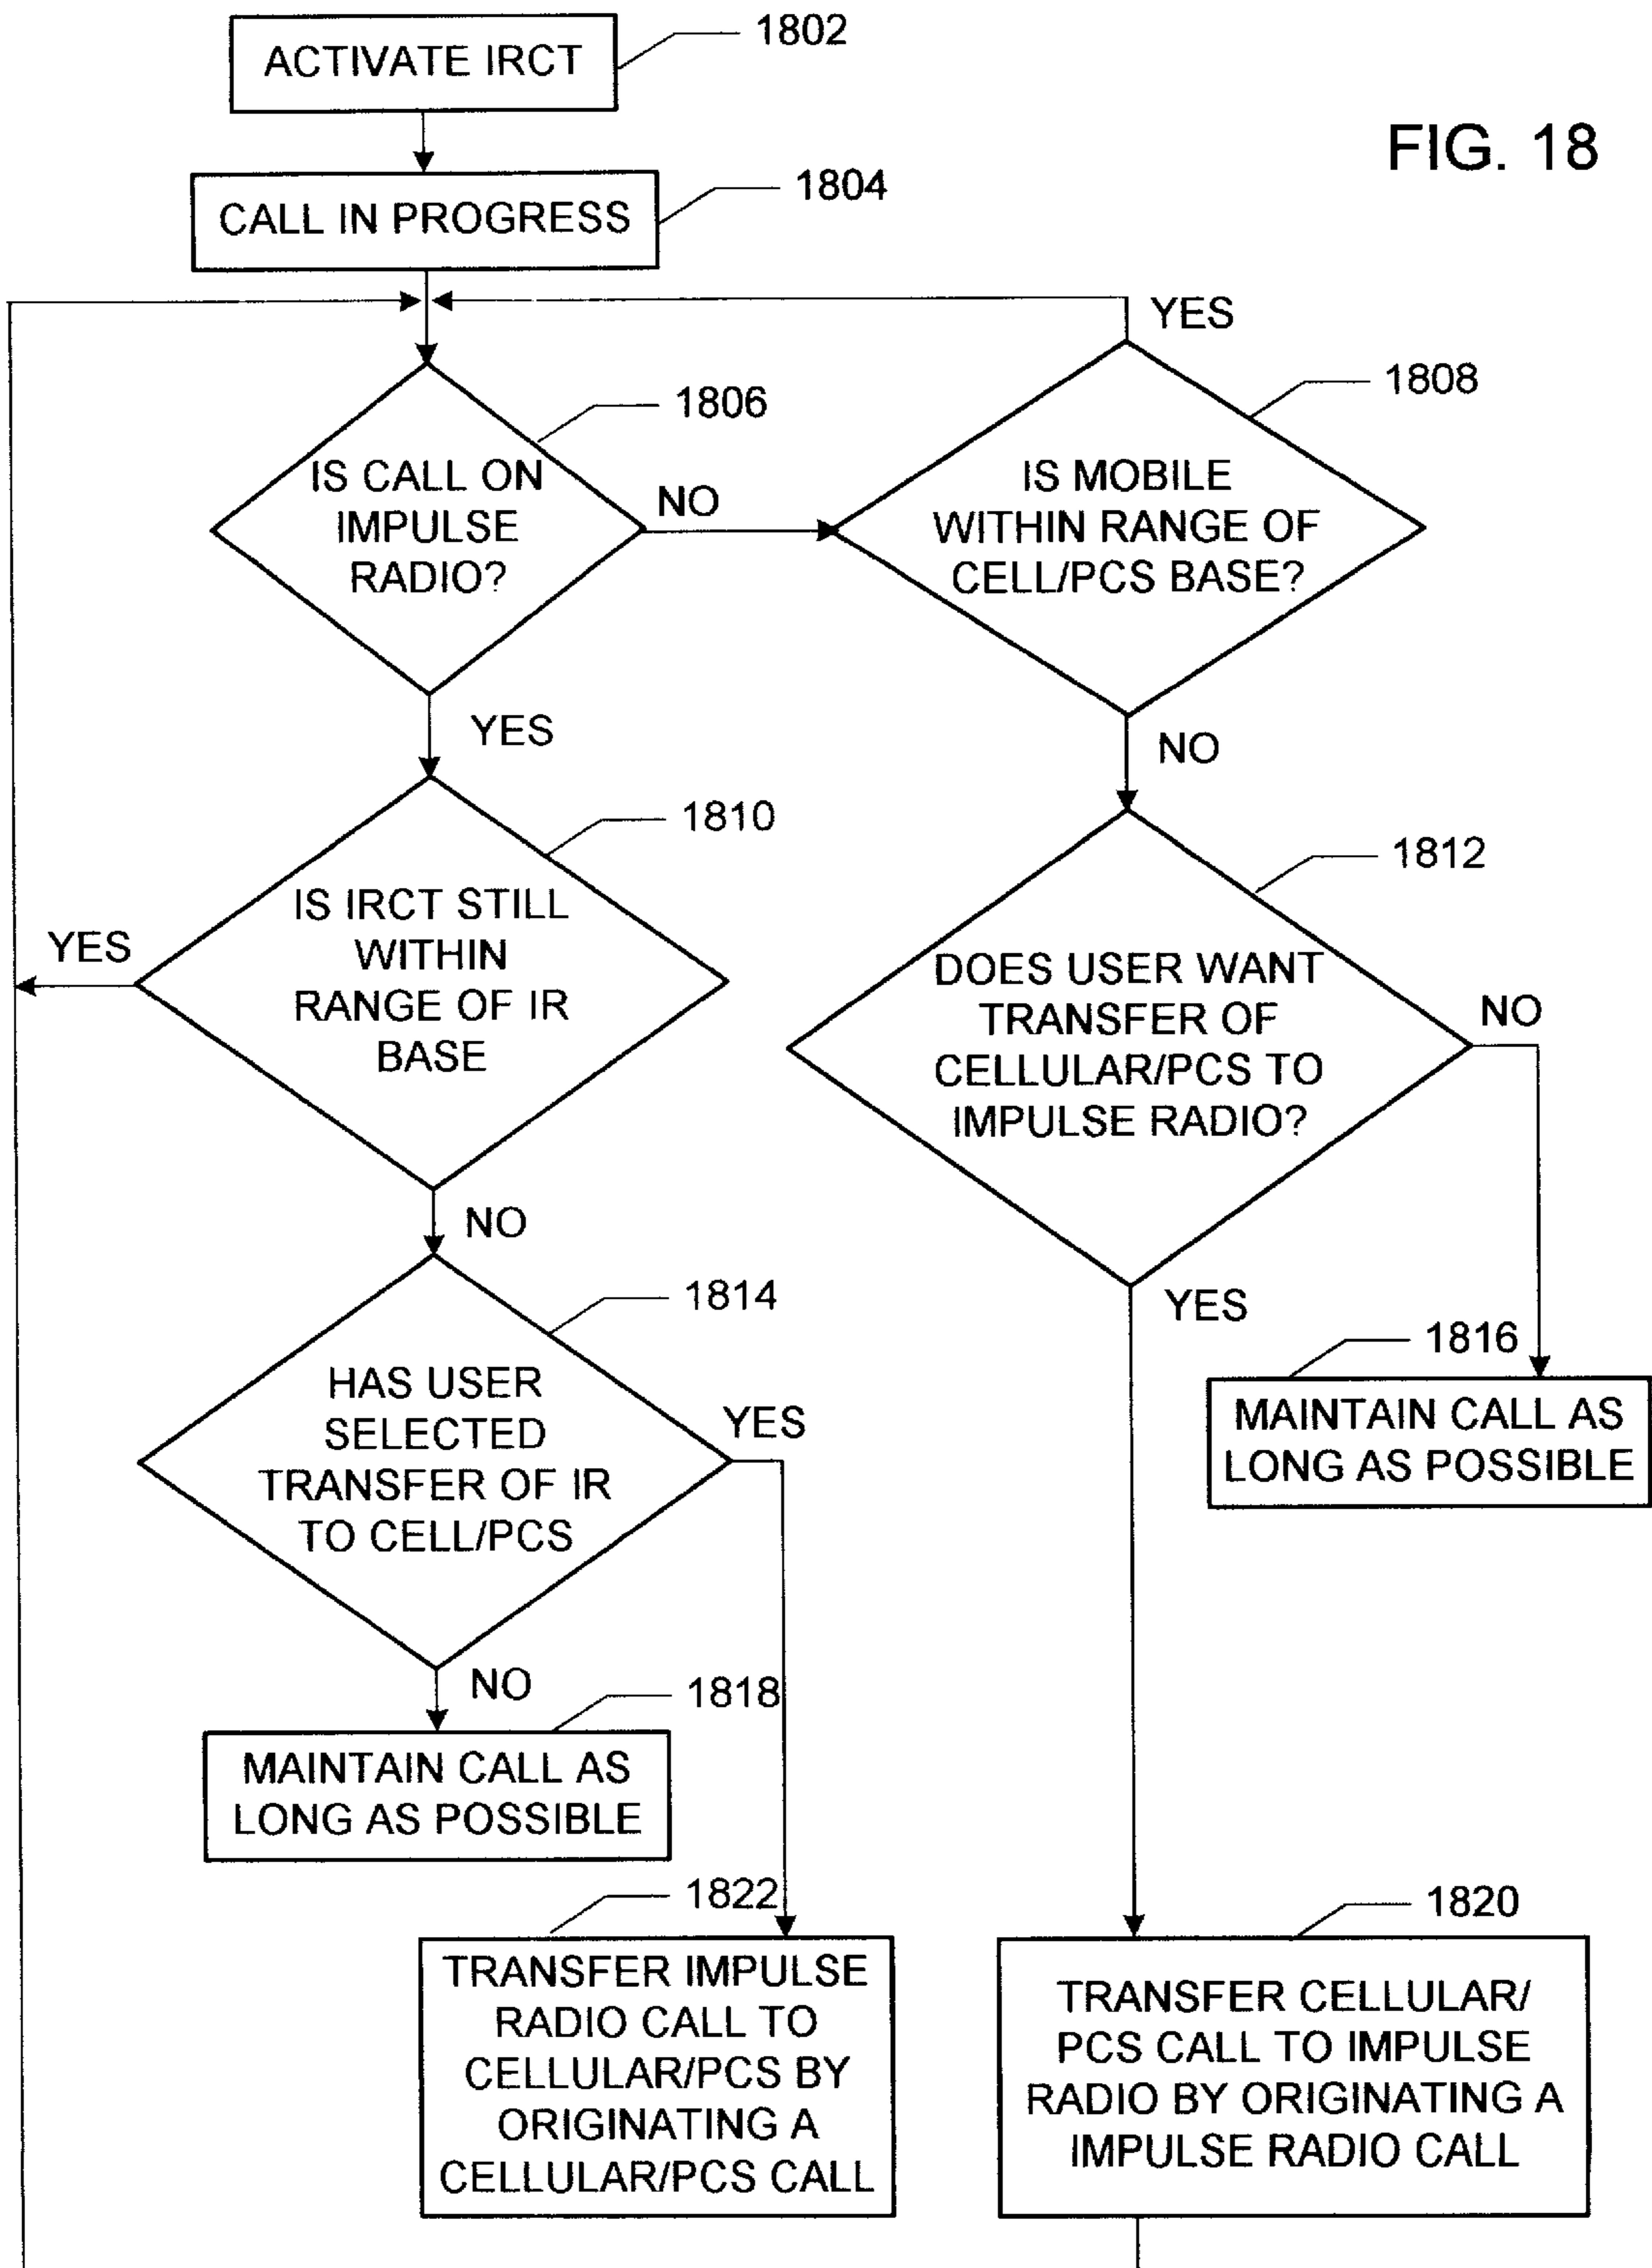 ACTIVATE IRCT
1802
FIG. 18
CALL IN PROGRESS
1804
YES
1806
1808
IS CALL ON
IMPULSE
RADIO?
NO
IS MOBILE
WITHIN RANGE OF
CELL/PCS BASE?
YES
NO
1810
1812
IS IRCT STILL
WITHIN
RANGE OF IR
BASE
YES
DOES USER WANT
TRANSFER OF
CELLULAR/PCS TO
IMPULSE RADIO?
NO
NO
YES
1814
1816
HAS USER
SELECTED
TRANSFER OF IR
TO CELL/PCS
YES
MAINTAIN CALL AS
LONG AS POSSIBLE
NO
1818
MAINTAIN CALL AS
LONG AS POSSIBLE
1822
1820
TRANSFER IMPULSE
RADIO CALL TO
CELLULAR/PCS BY
ORIGINATING A
CELLULAR/PCS CALL
TRANSFER CELLULAR/
PCS CALL TO IMPULSE
RADIO BY ORIGINATING A
IMPULSE RADIO CALL